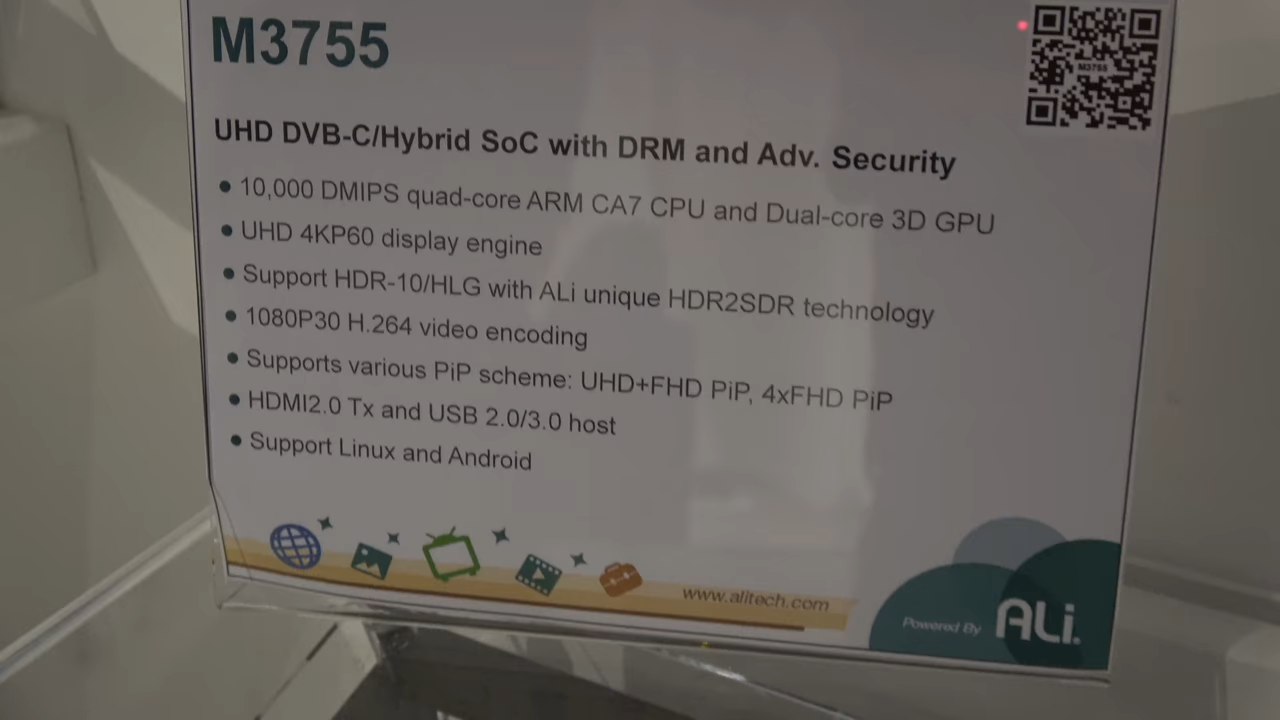 M3755
M3755
UHD DVB-C/Hybrid SoC with DRM and Adv. Security
• 10,000 DMIPS quad-core ARM CA7 CPU and Dual-core 3D GPU
• UHD 4KP60 display engine
• Support HDR-10/HLG with ALi unique HDR2SDR technology
• 1080P30 H.264 video encoding
• Supports various PiP scheme: UHD+FHD PiP, 4xFHD PiP
• HDMI2.0 Tx and USB 2.0/3.0 host
• Support Linux and Android
www.alitech.com
Powered By ALi.